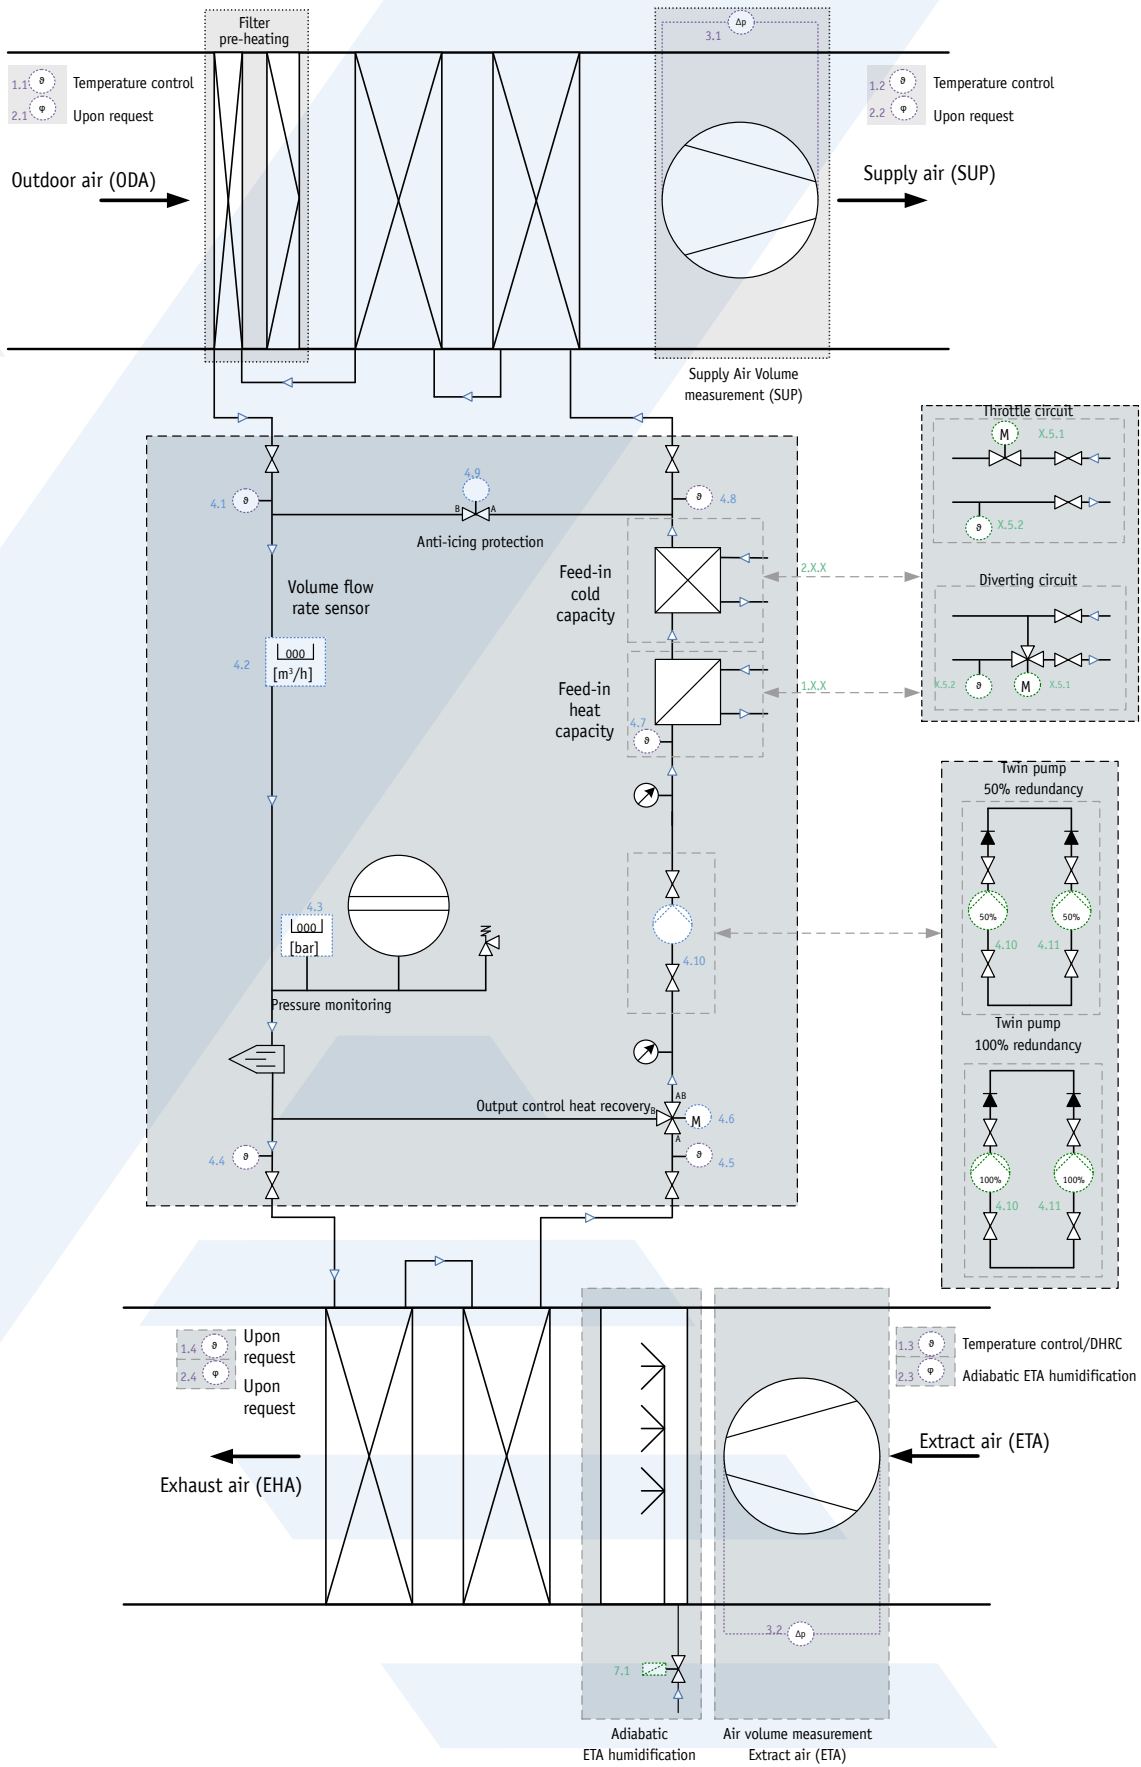 Filter
pre-heating
Δp
3.1
1.1 ϑ Temperature control
2.1 φ Upon request
1.2 ϑ Temperature control
2.2 φ Upon request
Outdoor air (ODA)
Supply air (SUP)
Supply Air Volume
measurement (SUP)
Throttle circuit
M X.5.1
ϑ X.5.2
Diverting circuit
X.5.2 ϑ M X.5.1
4.1 ϑ
4.9
B A
ϑ 4.8
Anti-icing protection
Feed-in
cold
capacity
2.X.X
Volume flow
rate sensor
4.2
000
[m³/h]
Feed-in
heat
capacity
1.X.X
4.7
ϑ
Twin pump
50% redundancy
50% 50%
4.10 4.11
Twin pump
100% redundancy
100% 100%
4.10 4.11
4.3
000
[bar]
4.10
Pressure monitoring
Output control heat recovery
AB
B
M 4.6
A
4.4 ϑ
ϑ 4.5
1.4 ϑ Upon
request
2.4 φ Upon
request
1.3 ϑ Temperature control/DHRC
2.3 φ Adiabatic ETA humidification
Extract air (ETA)
Exhaust air (EHA)
3.2 Δp
7.1
Adiabatic
ETA humidification
Air volume measurement
Extract air (ETA)